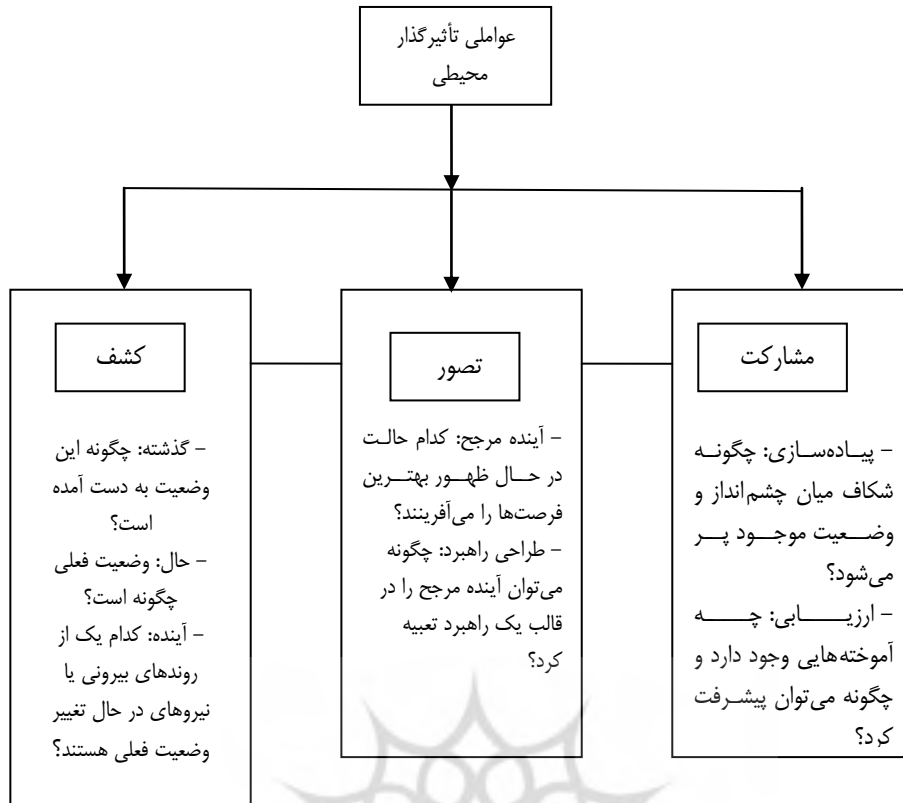 عواملی تأثیرگذار
محیطی
مشارکت
– پیاده‌سازی: چگونه
شکاف میان چشم‌انداز و
وضعیت موجود پر
می‌شود؟
– ارزیابی: چه
آموخته‌هایی وجود دارد و
چگونه می‌توان پیشرفت
کرد؟
تصور
– آینده مرجح: کدام حالت
در حال ظهور بهترین
فرصت‌ها را می‌آفرینند؟
– طراحی راهبرد: چگونه
می‌توان آینده مرجح را در
قالب یک راهبرد تعبیه
کرد؟
کشف
– گذشته: چگونه این
وضعیت به دست آمده
است؟
– حال: وضعیت فعلی
چگونه است؟
– آینده: کدام یک از
روندهای بیرونی یا
نیروهای در حال تغییر
وضعیت فعلی هستند؟